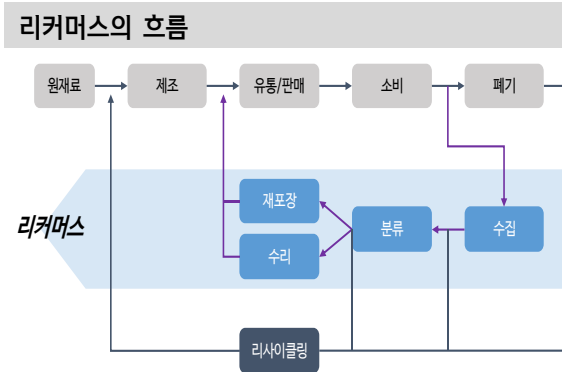 리커머스의 흐름
원재료
제조
유통/판매
소비
폐기
재포장
리커머스
분류
수집
수리
리사이클링